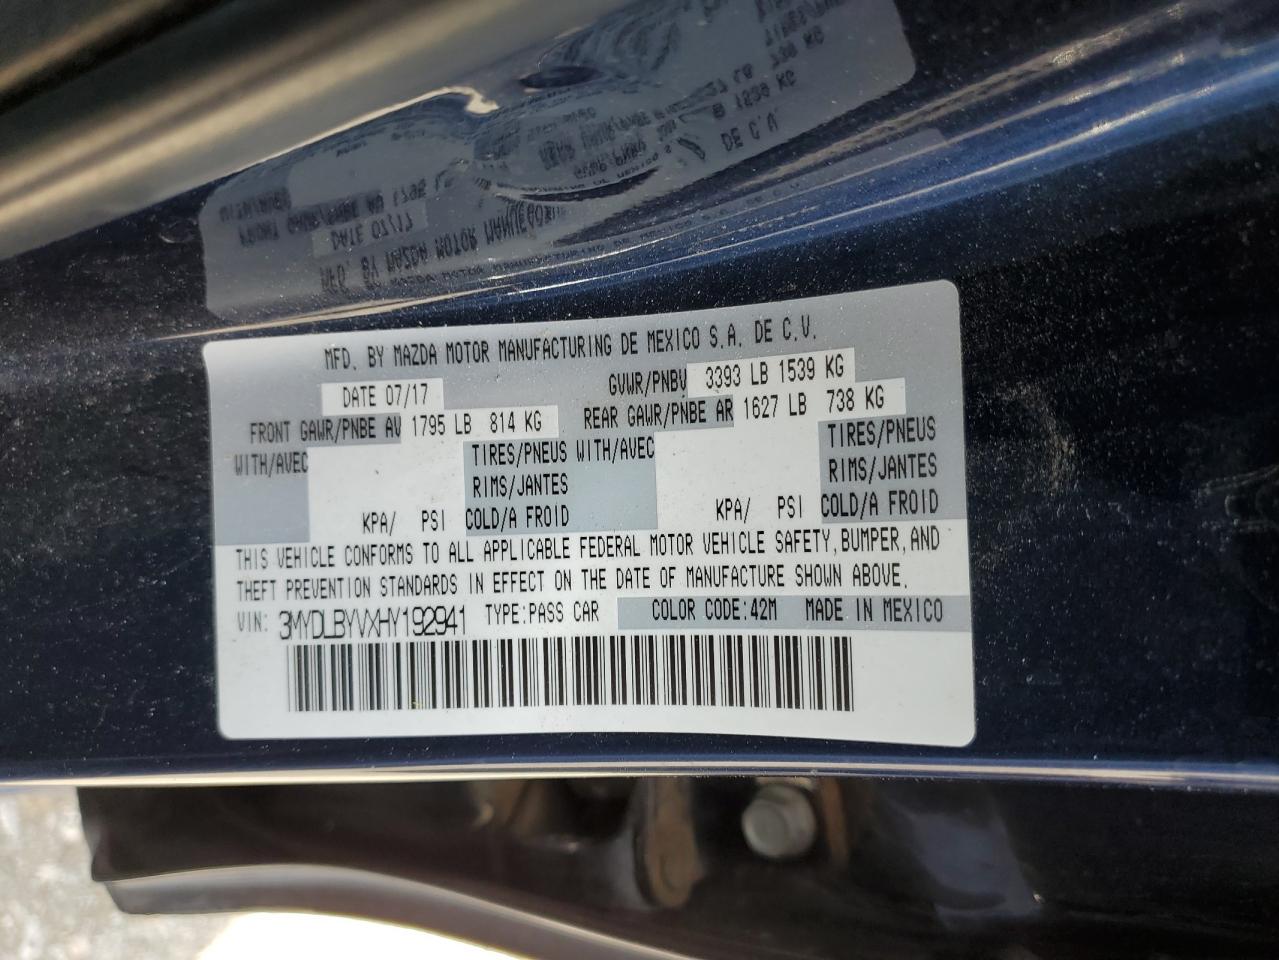 MFD. BY MAZDA MOTOR MANUFACTURING DE MEXICO S.A. DE C.V.
DATE 07/17 GVWR/PNBV 3393 LB 1539 KG
FRONT GAWR/PNBE AV 1795 LB 814 KG REAR GAWR/PNBE AR 1627 LB 738 KG
WITH/AVEC TIRES/PNEUS WITH/AVEC TIRES/PNEUS
RIMS/JANTES RIMS/JANTES
KPA/ PSI COLD/A FROID KPA/ PSI COLD/A FROID
THIS VEHICLE CONFORMS TO ALL APPLICABLE FEDERAL MOTOR VEHICLE SAFETY, BUMPER, AND
THEFT PREVENTION STANDARDS IN EFFECT ON THE DATE OF MANUFACTURE SHOWN ABOVE.
VIN: 3MYDLBYVXHY192941 TYPE:PASS CAR COLOR CODE:42M MADE IN MEXICO